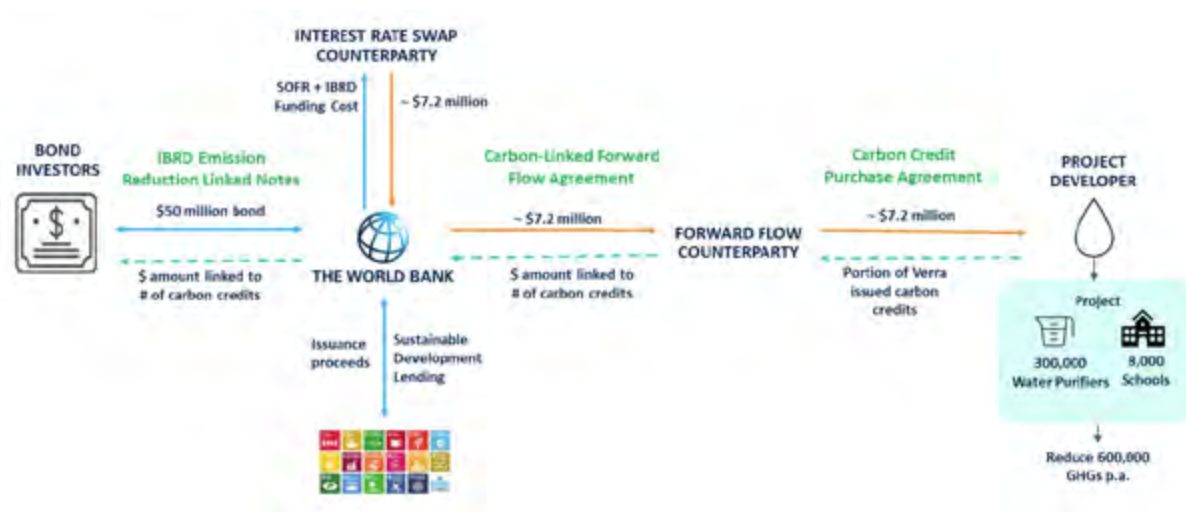 INTEREST RATE SWAP
COUNTERPARTY
SOFR + IBRD
Funding Cost
~ $7.2 million
BOND
INVESTORS
IBRD Emission
Reduction Linked Notes
$50 million bond
$ amount linked to
# of carbon credits
THE WORLD BANK
Carbon-Linked Forward
Flow Agreement
~ $7.2 million
$ amount linked to
# of carbon credits
FORWARD FLOW
COUNTERPARTY
Carbon Credit
Purchase Agreement
~ $7.2 million
Portion of Verra
issued carbon
credits
PROJECT
DEVELOPER
Project
300,000
Water Purifiers
8,000
Schools
Reduce 600,000
GHGs p.a.
Issuance
proceeds
Sustainable
Development
Lending
$